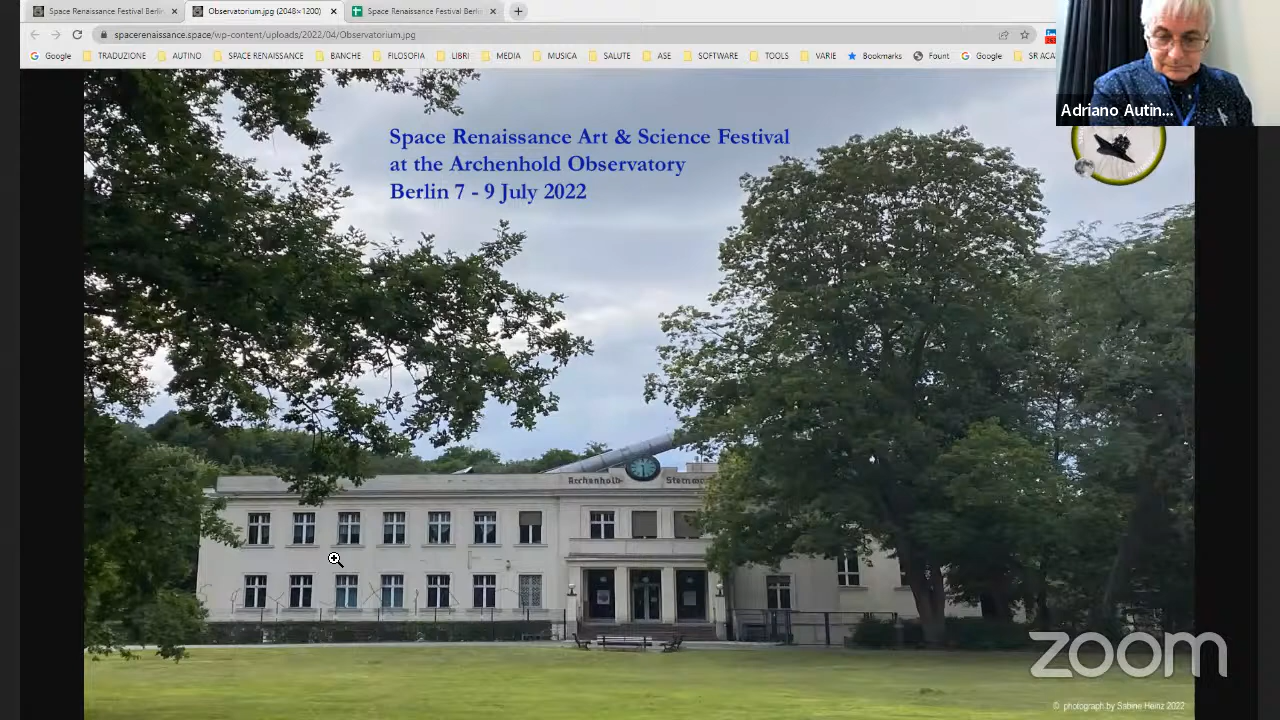 Space Renaissance Festival Berlin
Observatorium.jpg (2048×1200)
Space Renaissance Festival Berlin
spacerenaissance.space/wp-content/uploads/2022/04/Observatorium.jpg
Google TRADUZIONE AUTINO SPACE RENAISSANCE BANCHE FILOSOFIA LIBRI MEDIA MUSICA SALUTE ASE SOFTWARE TOOLS VARIE Bookmarks Fount Google SR ACA
Adriano Autin...
Space Renaissance Art & Science Festival
at the Archenhold Observatory
Berlin 7 - 9 July 2022
Archenhold-
zoom
© photograph by Sabine Heinz 2022